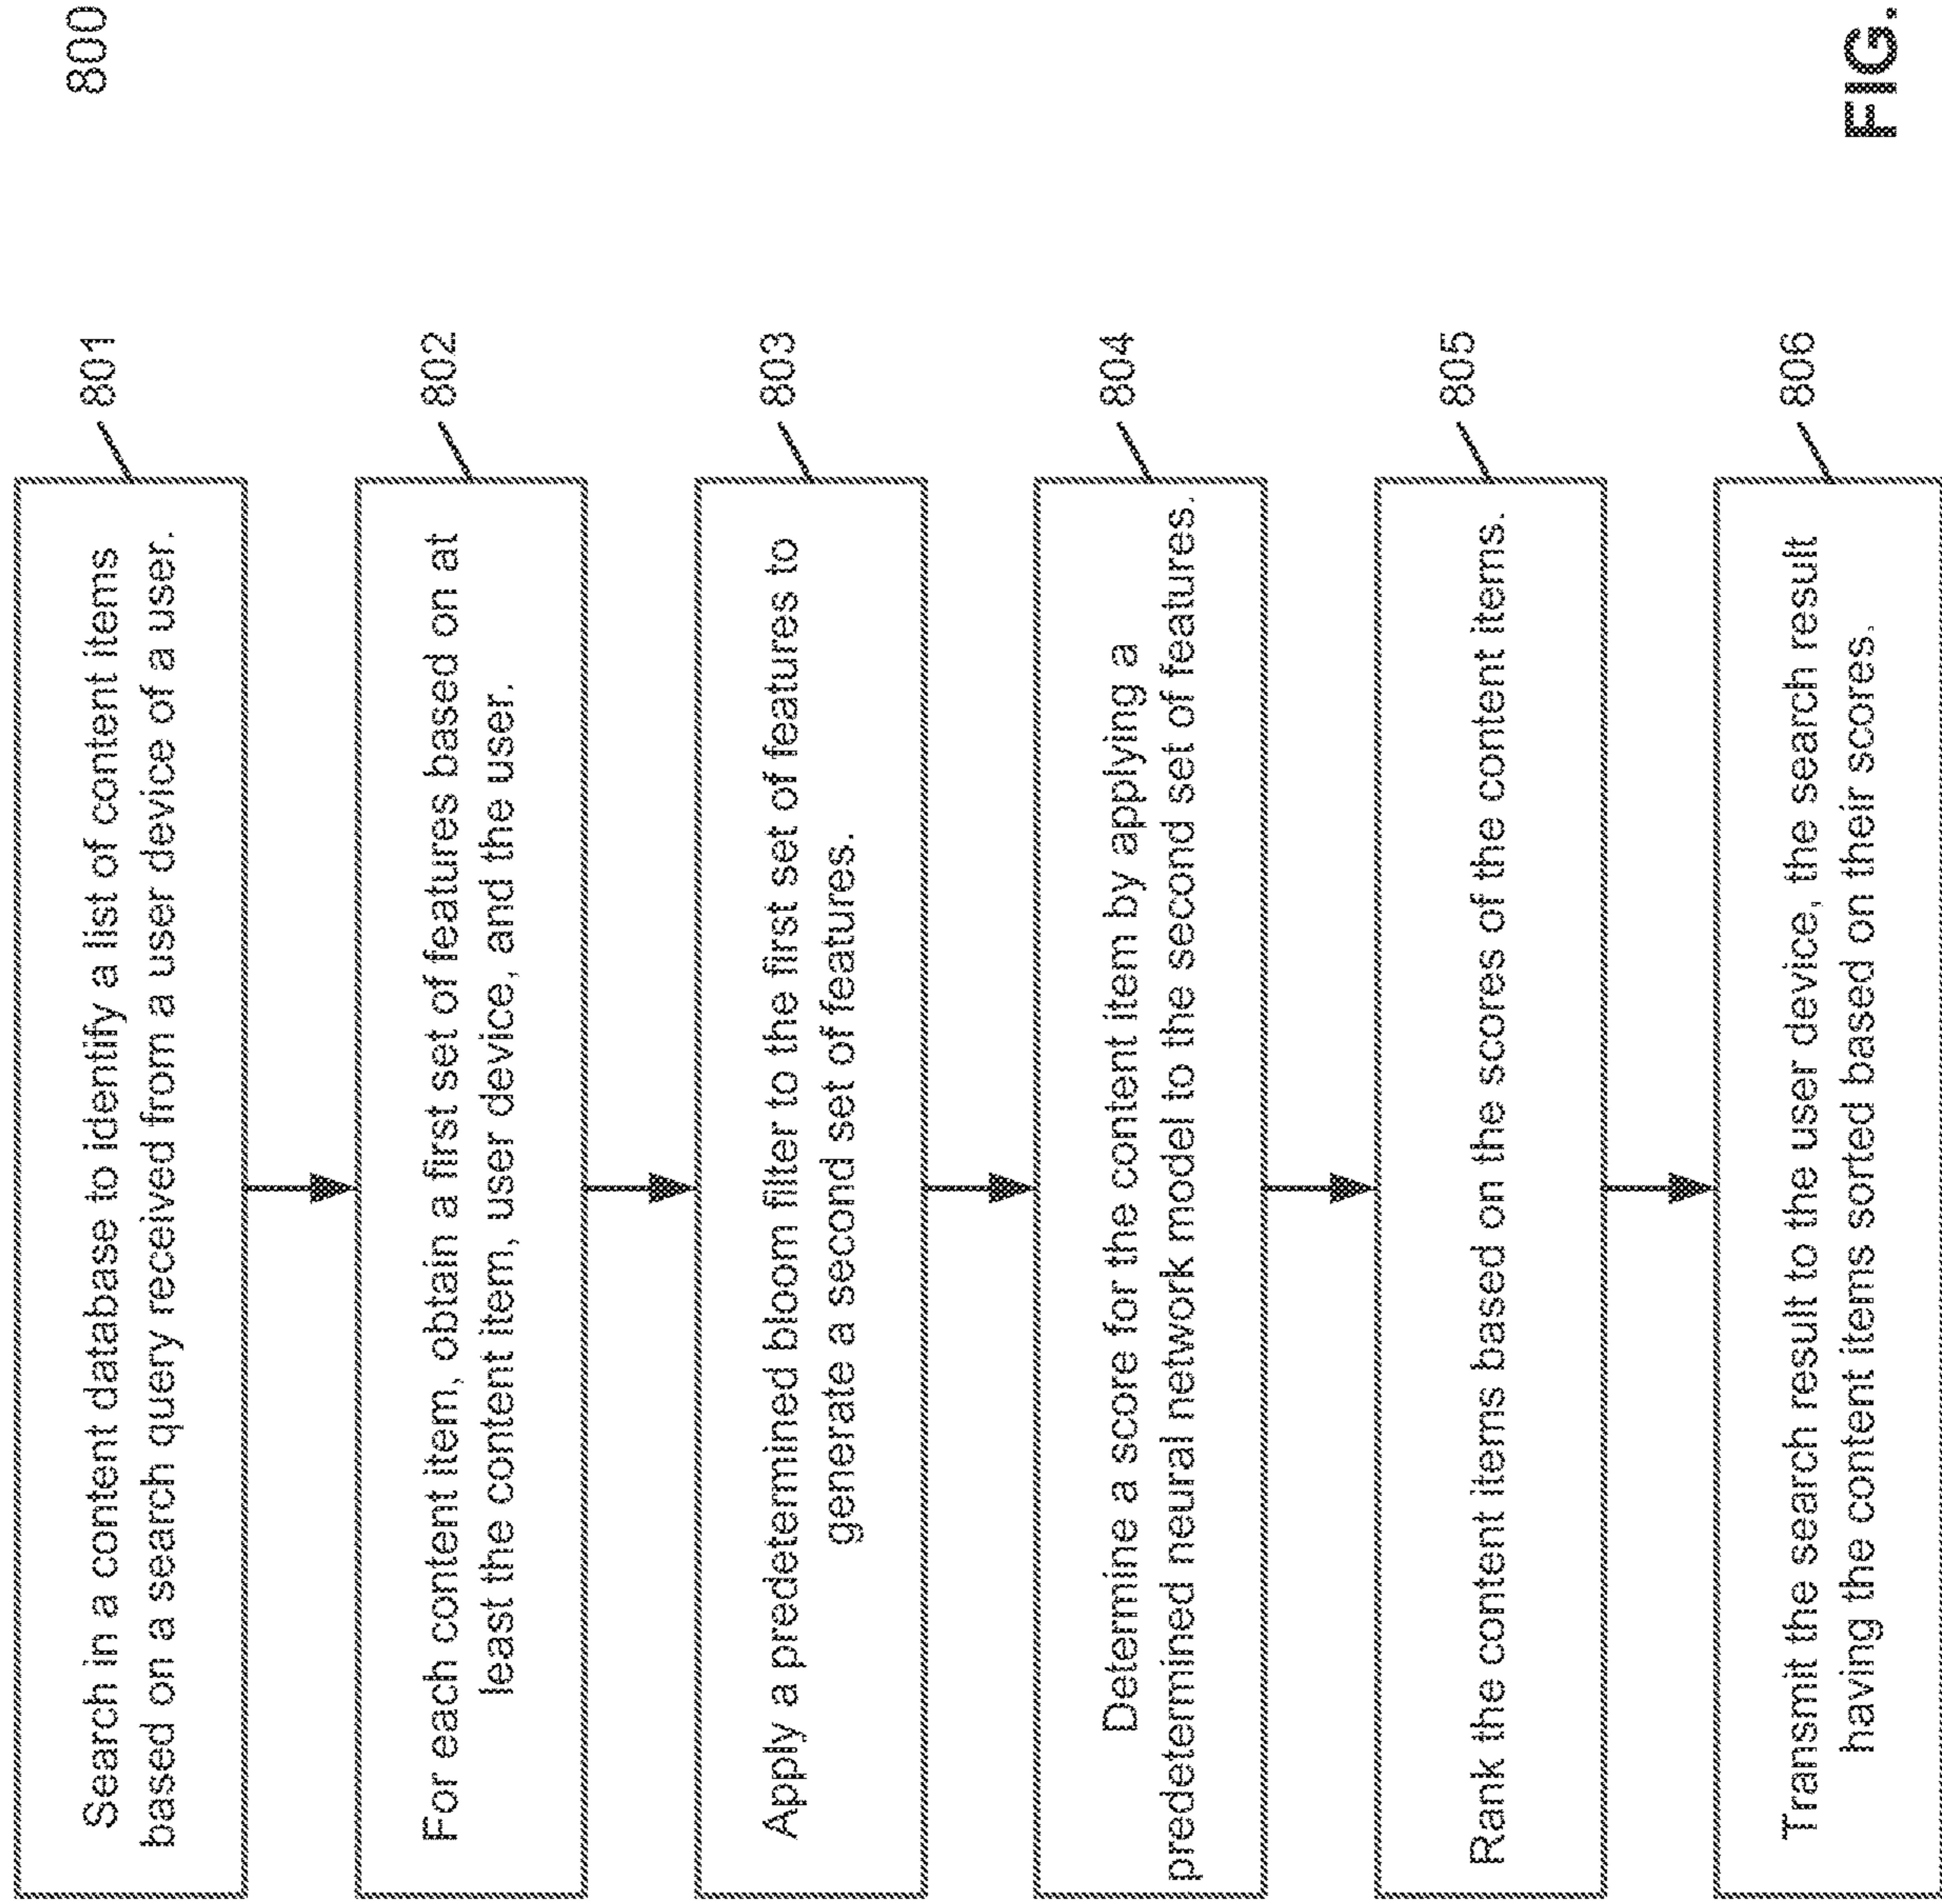 800
Search in a content database to identify a list of content items
based on a search query received from a user device of a user.
801
For each content item, obtain a first set of features based on at
least the content item, user device, and the user.
802
Apply a predetermined bloom filter to the first set of features to
generate a second set of features.
803
Determine a score for the content item by applying a
predetermined neural network model to the second set of features.
804
Rank the content items based on the scores of the content items.
805
Transmit the search result to the user device, the search result
having the content items sorted based on their scores.
806
FIG.